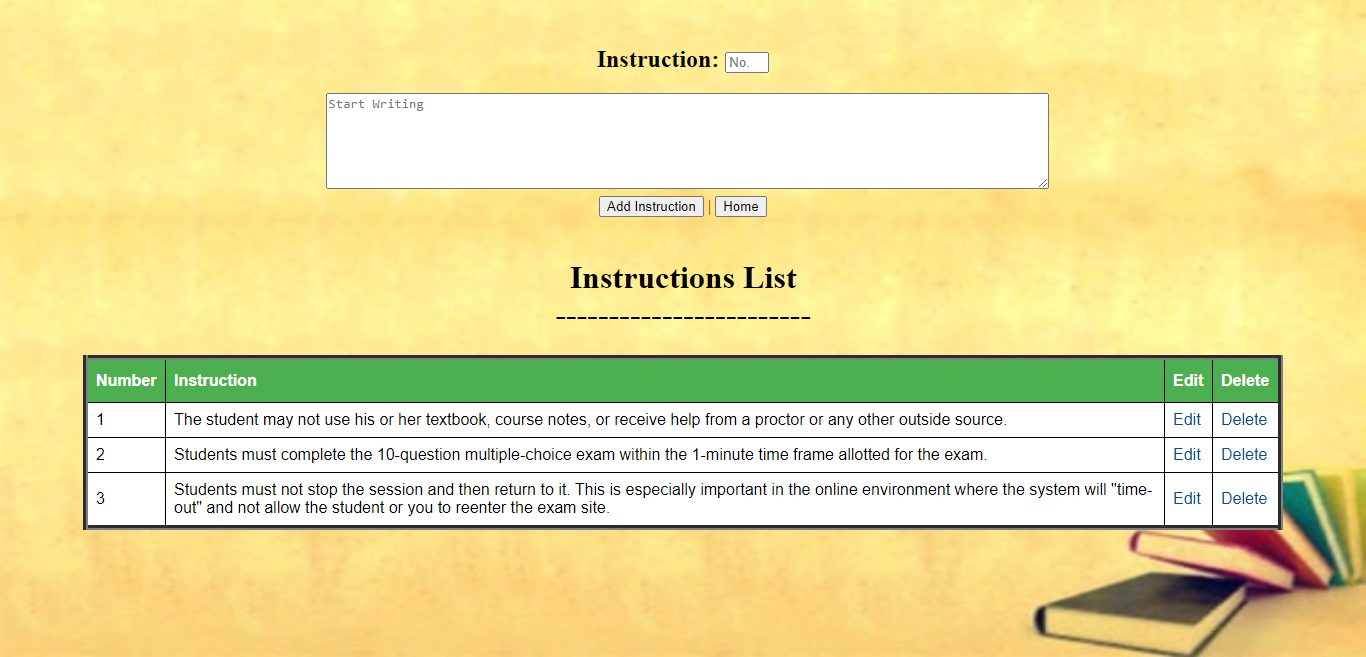 Instruction: No.
Start Writing
Add Instruction | Home
Instructions List
------------------------
Number Instruction Edit Delete
1 The student may not use his or her textbook, course notes, or receive help from a proctor or any other outside source. Edit Delete
2 Students must complete the 10-question multiple-choice exam within the 1-minute time frame allotted for the exam. Edit Delete
3 Students must not stop the session and then return to it. This is especially important in the online environment where the system will "time-
out" and not allow the student or you to reenter the exam site. Edit Delete